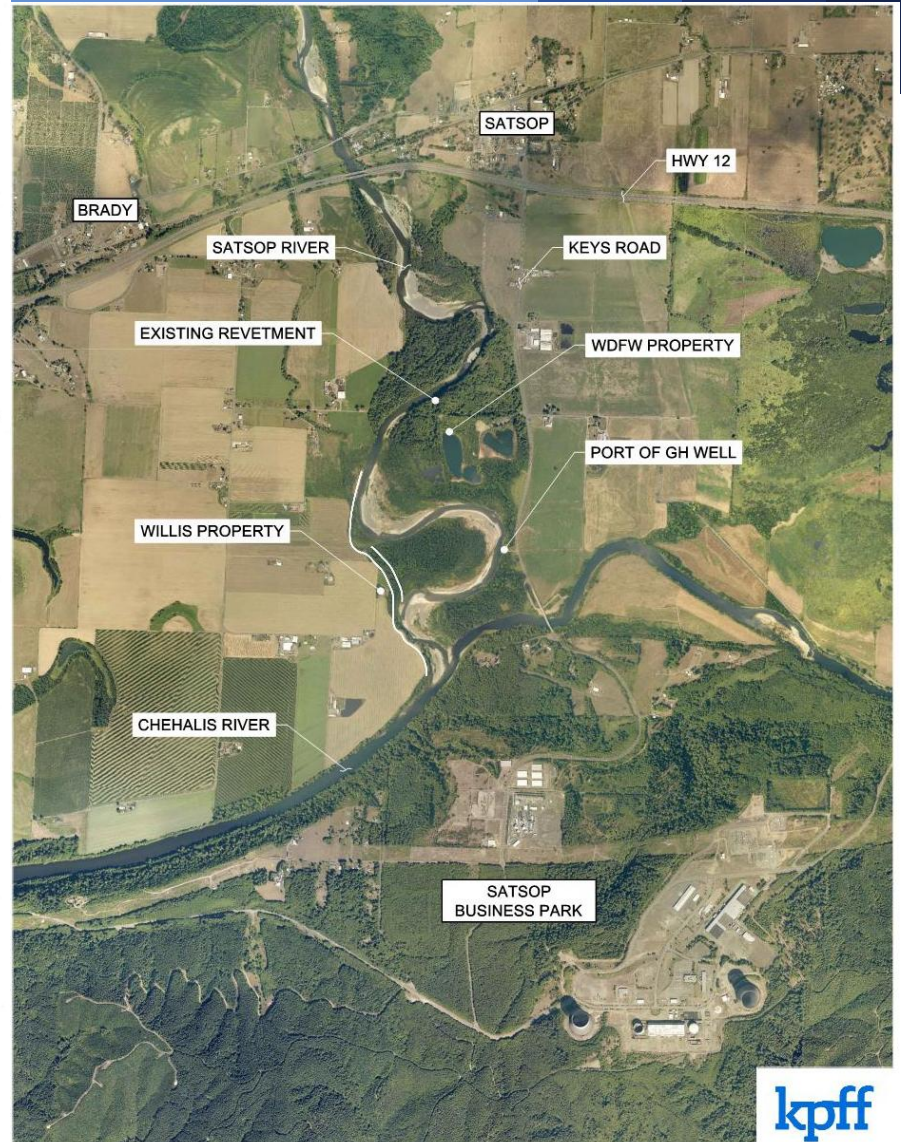 SATSOP
HWY 12
BRADY
SATSOP RIVER
KEYS ROAD
EXISTING REVETMENT
WDFW PROPERTY
PORT OF GH WELL
WILLIS PROPERTY
CHEHALIS RIVER
SATSOP
BUSINESS PARK
kpff